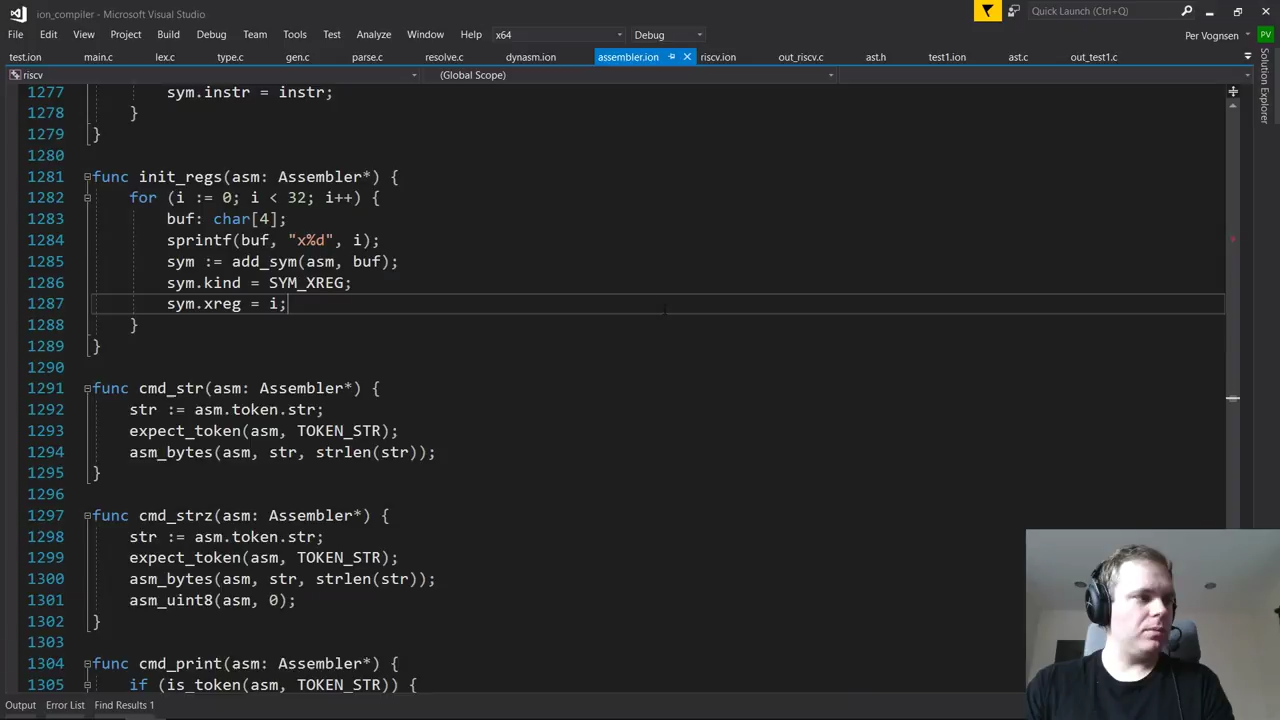 ion_compiler - Microsoft Visual Studio
Quick Launch (Ctrl+Q)
File Edit View Project Build Debug Team Tools Test Analyze Window Help x64 Debug Per Vognsen PV
test.ion main.c lex.c type.c gen.c parse.c resolve.c dynasm.ion assembler.ion riscv.ion out_riscv.c ast.h test1.ion ast.c out_test1.c
riscv (Global Scope)
Solution Explorer
1277 sym.instr = instr;
1278 }
1279 }
1280
1281 func init_regs(asm: Assembler*) {
1282 for (i := 0; i < 32; i++) {
1283 buf: char[4];
1284 sprintf(buf, "x%d", i);
1285 sym := add_sym(asm, buf);
1286 sym.kind = SYM_XREG;
1287 sym.xreg = i;
1288 }
1289 }
1290
1291 func cmd_str(asm: Assembler*) {
1292 str := asm.token.str;
1293 expect_token(asm, TOKEN_STR);
1294 asm_bytes(asm, str, strlen(str));
1295 }
1296
1297 func cmd_strz(asm: Assembler*) {
1298 str := asm.token.str;
1299 expect_token(asm, TOKEN_STR);
1300 asm_bytes(asm, str, strlen(str));
1301 asm_uint8(asm, 0);
1302 }
1303
1304 func cmd_print(asm: Assembler*) {
1305 if (is_token(asm, TOKEN_STR)) {
Output Error List Find Results 1